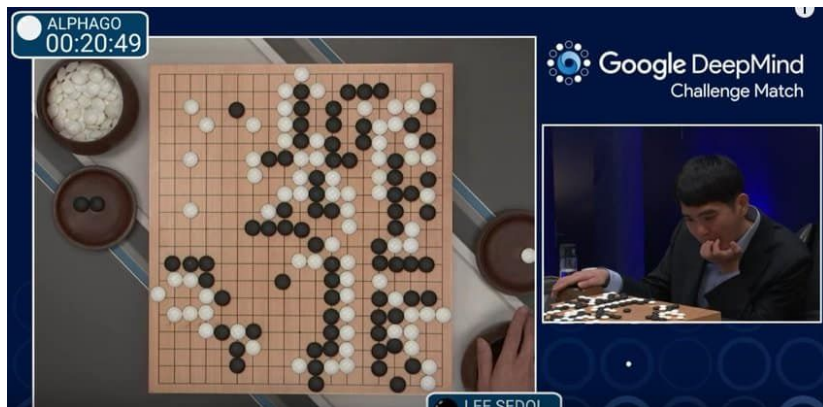 ALPHAGO
00:20:49
Google DeepMind
Challenge Match
LEE SEDOL